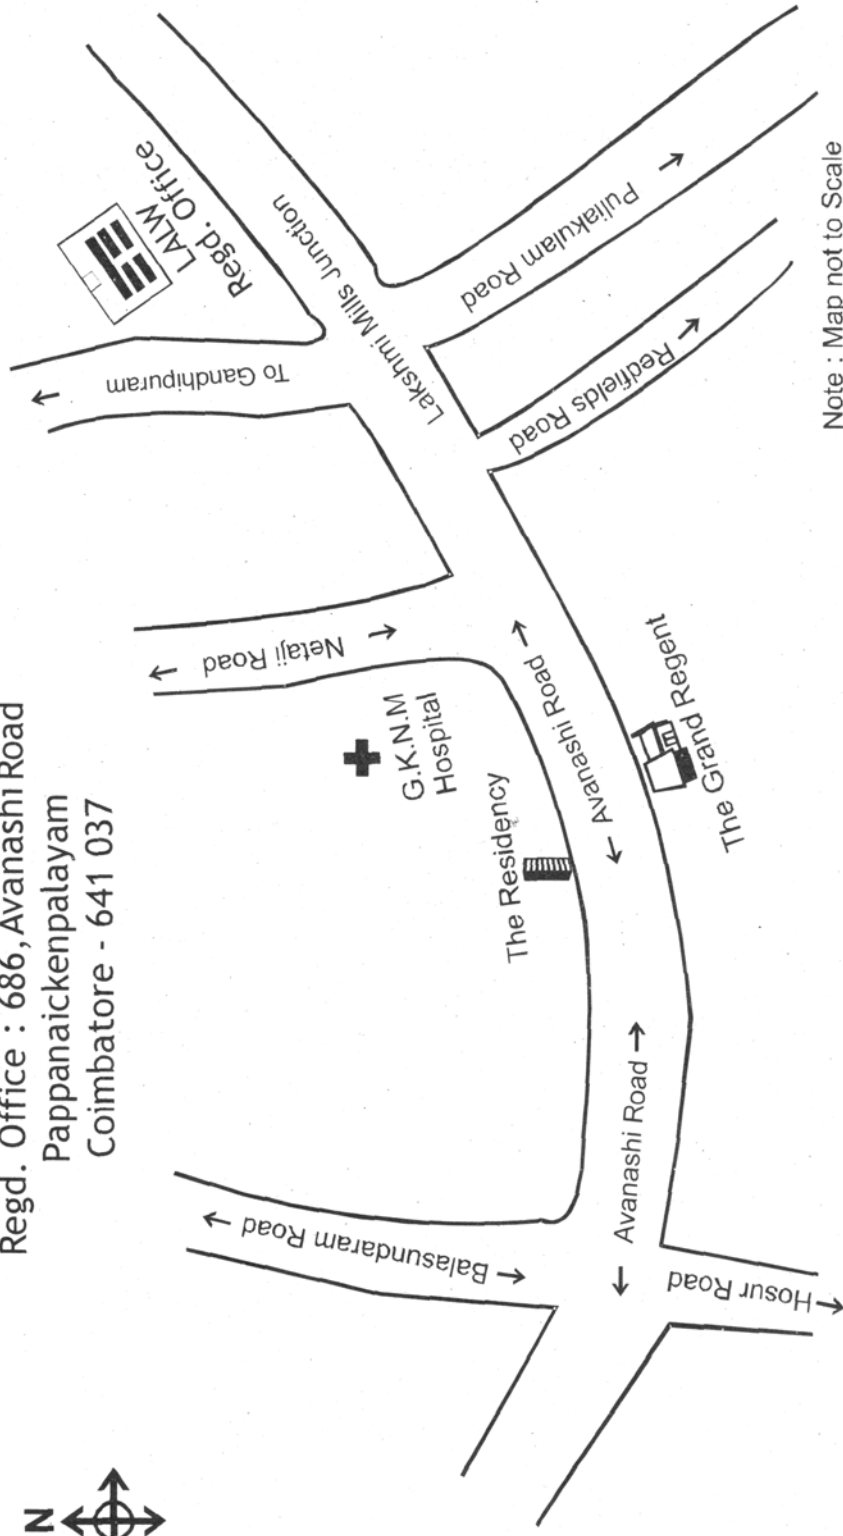 Regd. Office : 686, Avanashi Road
Pappanaickenpalayam
Coimbatore - 641 037
N
LALW
Regd. Office
To Gandhipuram
Lakshmi Mills Junction
Puliakulam Road
Redfields Road
Netaji Road
G.K.N.M
Hospital
The Residency
Avanashi Road
The Grand Regent
Balasundaram Road
Avanashi Road
Hosur Road
Note : Map not to Scale